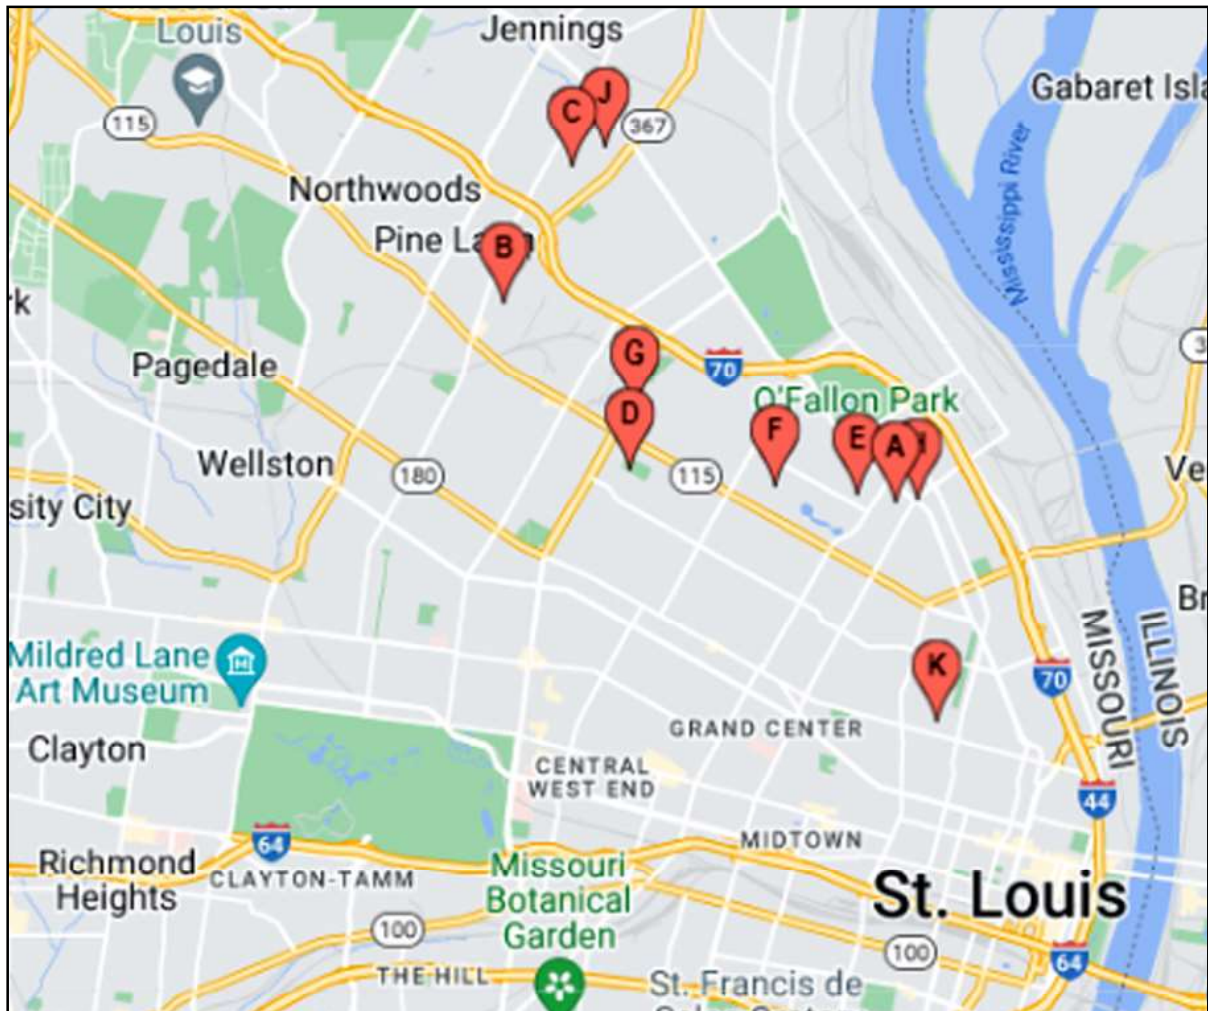 Louis
Jennings
Gabaret Isla
115
C
J
367
Mississippi River
Northwoods
Pine La
B
rk
3
Pagedale
G
70
O'Fallon Park
D
F
E
A
Wellston
180
115
Ve
sity City
Br
MISSOURI
ILLINOIS
Mildred Lane
Art Museum
K
70
Clayton
GRAND CENTER
CENTRAL
WEST END
44
64
MIDTOWN
Richmond
Heights
CLAYTON-TAMM
Missouri
Botanical
Garden
St. Louis
100
100
64
THE HILL
St. Francis de